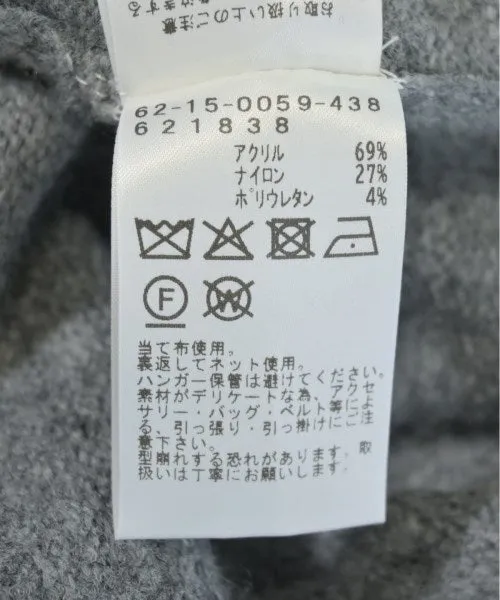 お取り扱い上のご注意
62-15-0059-438
621838
アクリル 69%
ナイロン 27%
ポリウレタン 4%
F
W
当て布使用。
裏返してネット使用。
ハンガー保管は避けてください。
素材がデリケートな為、アクセ
サリー・バッグ・ベルト等によ
る、引っ張り・引っ掛けにご注
意下さい。
型崩れする恐れがあります。取
扱いは丁寧にお願いします。